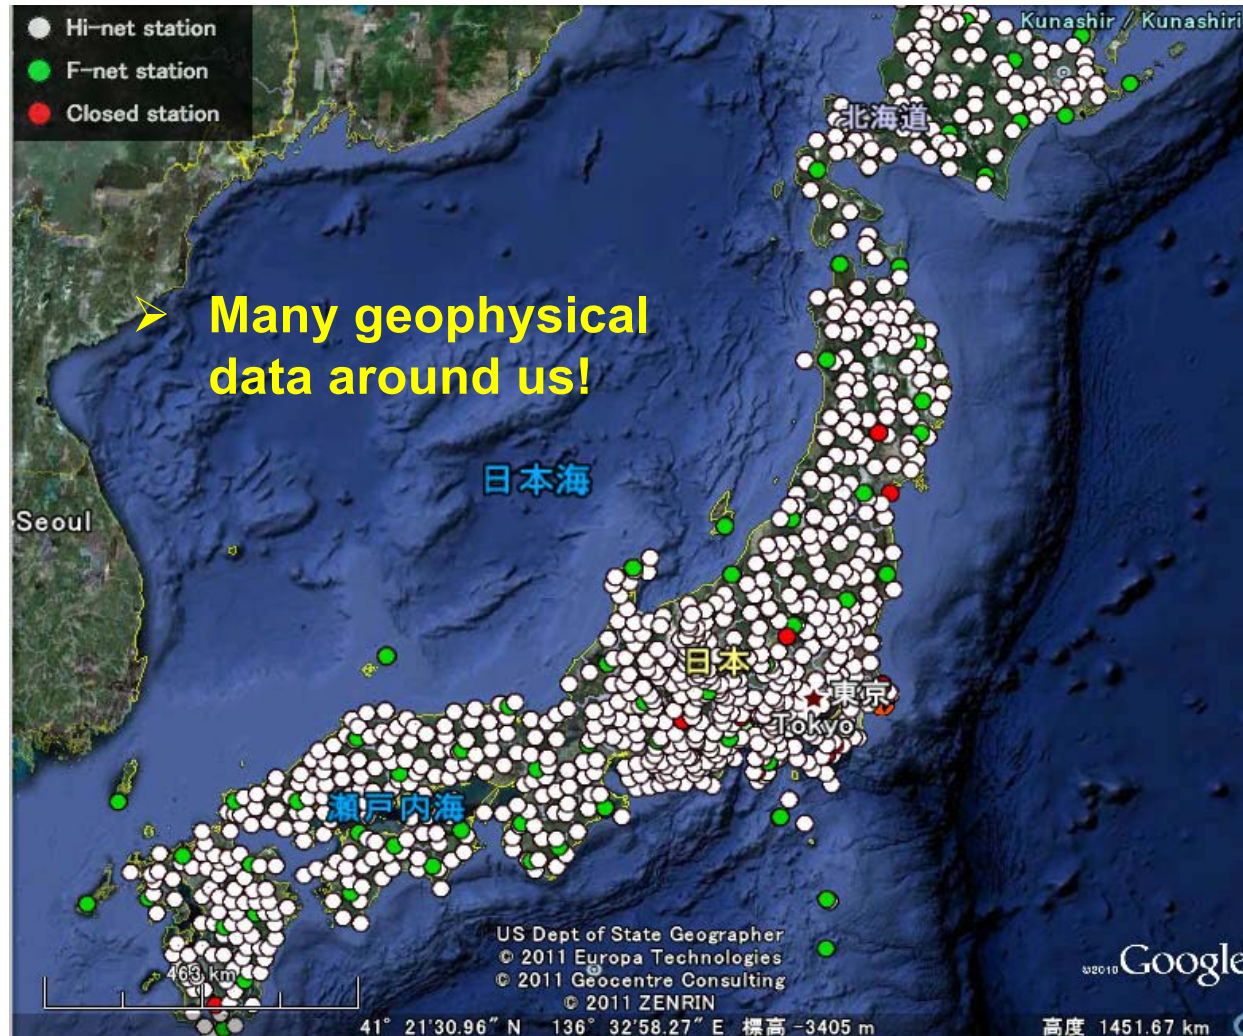 Hi-net station
F-net station
Closed station
Kunashir / Kunashiri
北海道
➢ Many geophysical
data around us!
日本海
Seoul
日本
東京
Tokyo
瀬戸内海
463 km
US Dept of State Geographer
© 2011 Europa Technologies
© 2011 Geocentre Consulting
© 2011 ZENRIN
©2010 Google
41° 21'30.96" N 136° 32'58.27" E 標高 -3405 m
高度 1451.67 km